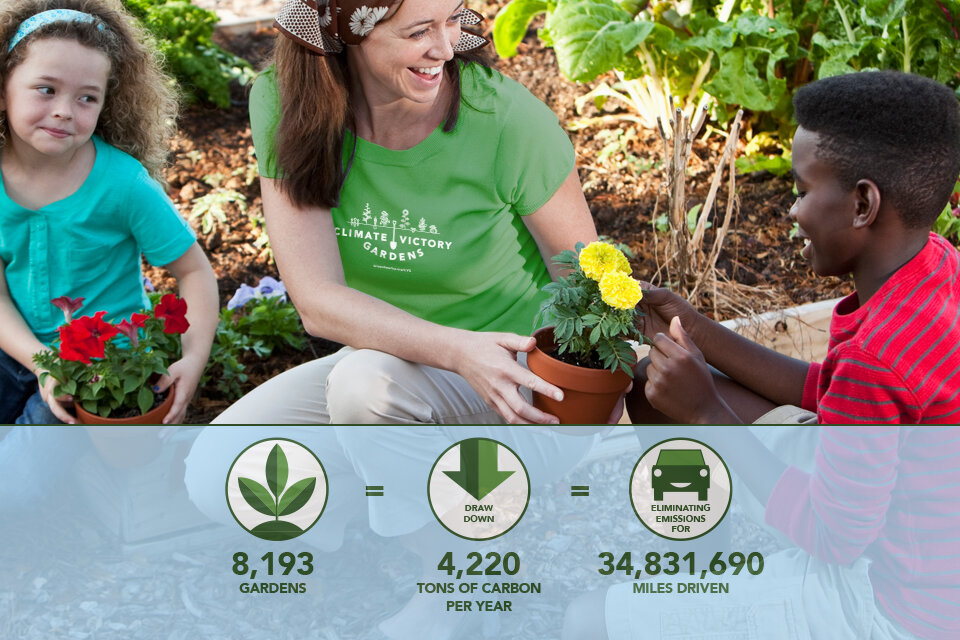 CLIMATE VICTORY
GARDENS
=
=
DRAW
DOWN
ELIMINATING
EMISSIONS
FOR
8,193
GARDENS
4,220
TONS OF CARBON
PER YEAR
34,831,690
MILES DRIVEN